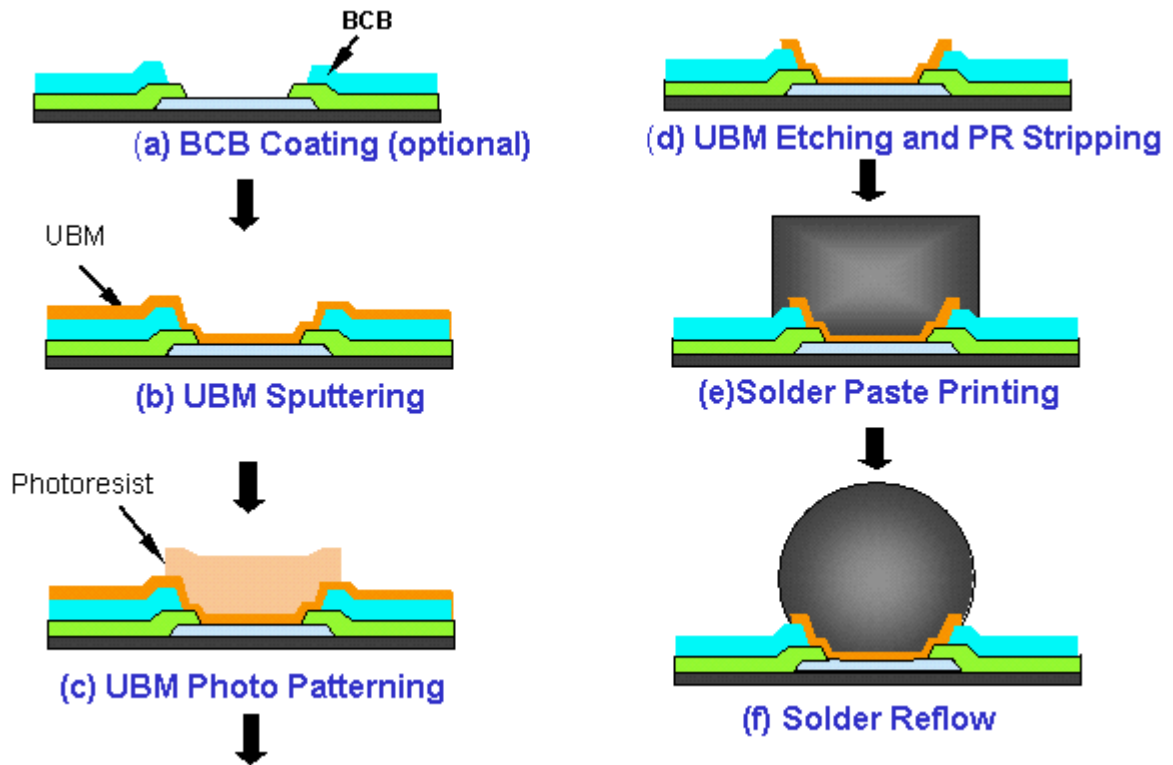 BCB
(a) BCB Coating (optional)
UBM
(b) UBM Sputtering
Photoresist
(c) UBM Photo Patterning
(d) UBM Etching and PR Stripping
(e)Solder Paste Printing
(f) Solder Reflow